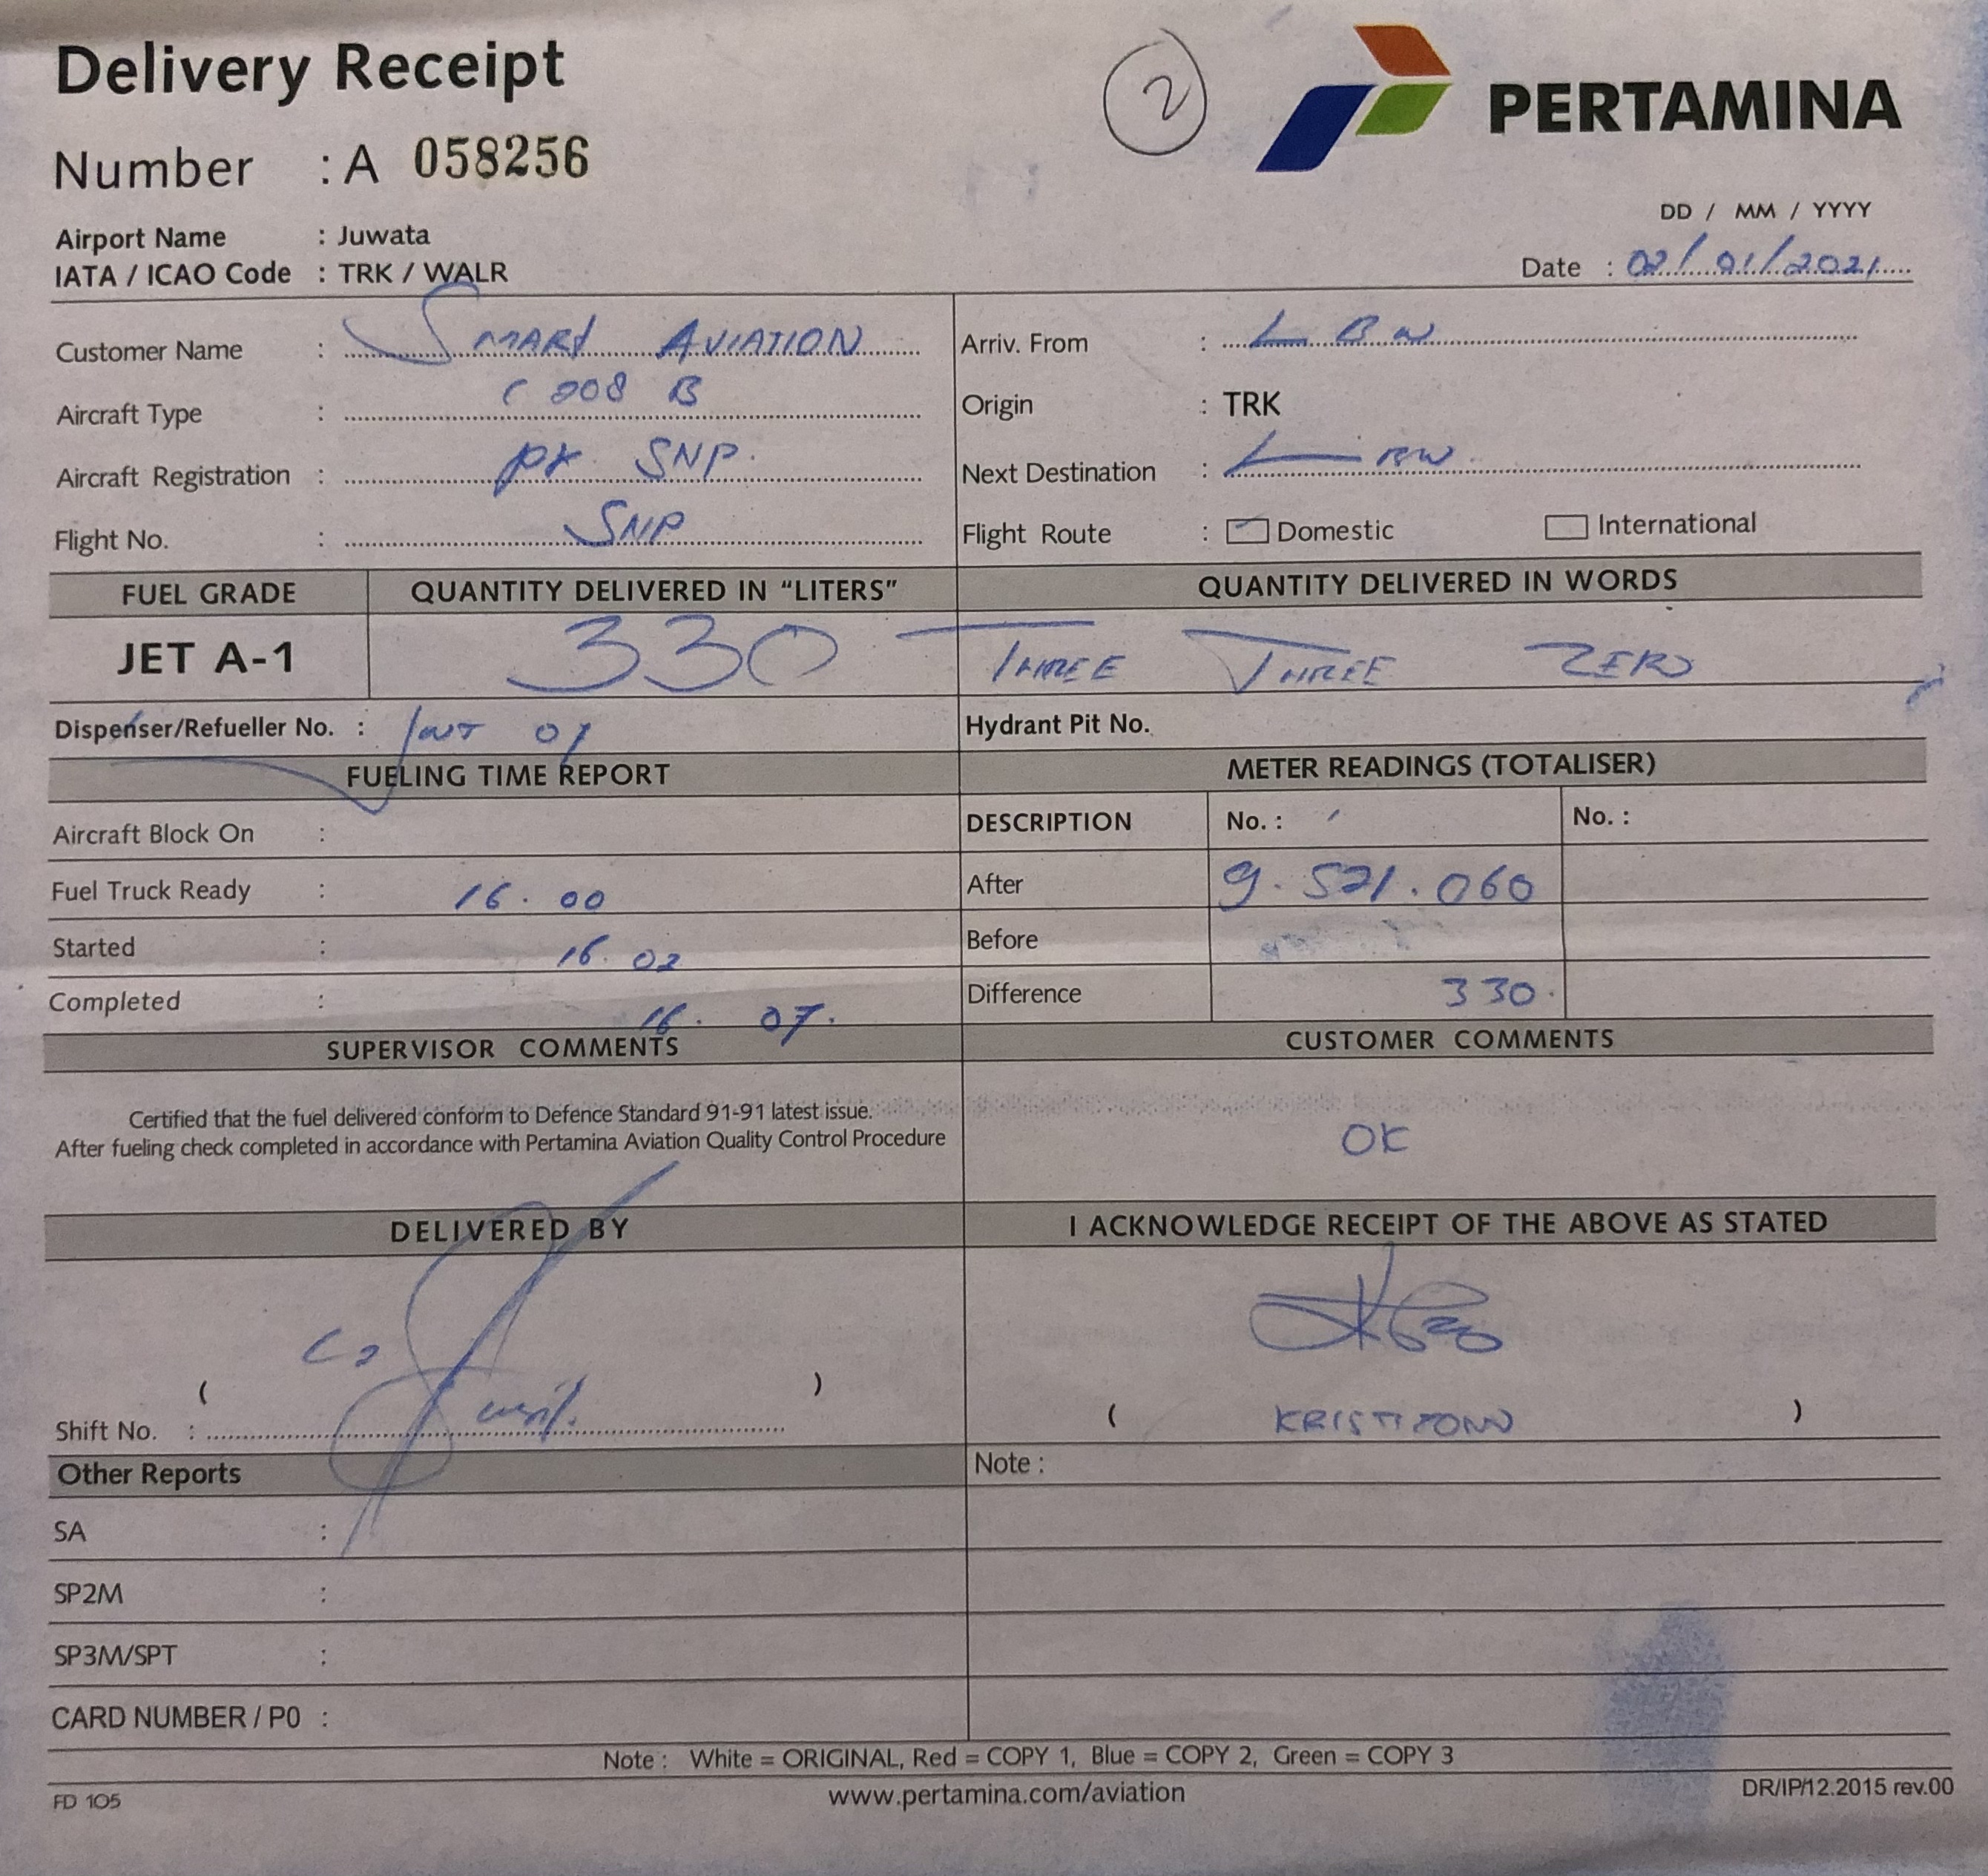 Delivery Receipt
2
PERTAMINA
Number : A 058256
DD / MM / YYYY
Airport Name : Juwata
IATA / ICAO Code : TRK / WALR
Date : 02/01/2021
Customer Name : SMART AVIATION
Arriv. From : LBW
Aircraft Type : C 208 B
Origin : TRK
Aircraft Registration : PK SNP.
Next Destination : LBW
Flight No. : SNP
Flight Route : Domestic International
FUEL GRADE QUANTITY DELIVERED IN “LITERS” QUANTITY DELIVERED IN WORDS
JET A-1 330 THREE THREE ZERO
Dispenser/Refueller No. : Hydrant Pit No.
FUELING TIME REPORT METER READINGS (TOTALISER)
Aircraft Block On : DESCRIPTION No. : No. :
Fuel Truck Ready : 16.00 After 9.521.060
Started : 16.02 Before
Completed : 16.07. Difference 330.
SUPERVISOR COMMENTS CUSTOMER COMMENTS
Certified that the fuel delivered conform to Defence Standard 91-91 latest issue.
After fueling check completed in accordance with Pertamina Aviation Quality Control Procedure
OK
DELIVERED BY I ACKNOWLEDGE RECEIPT OF THE ABOVE AS STATED
( )
Shift No. :
( )
Other Reports Note :
SA :
SP2M :
SP3M/SPT :
CARD NUMBER / P0 :
Note : White = ORIGINAL, Red = COPY 1, Blue = COPY 2, Green = COPY 3
FD 105 www.pertamina.com/aviation DR/IP/12.2015 rev.00